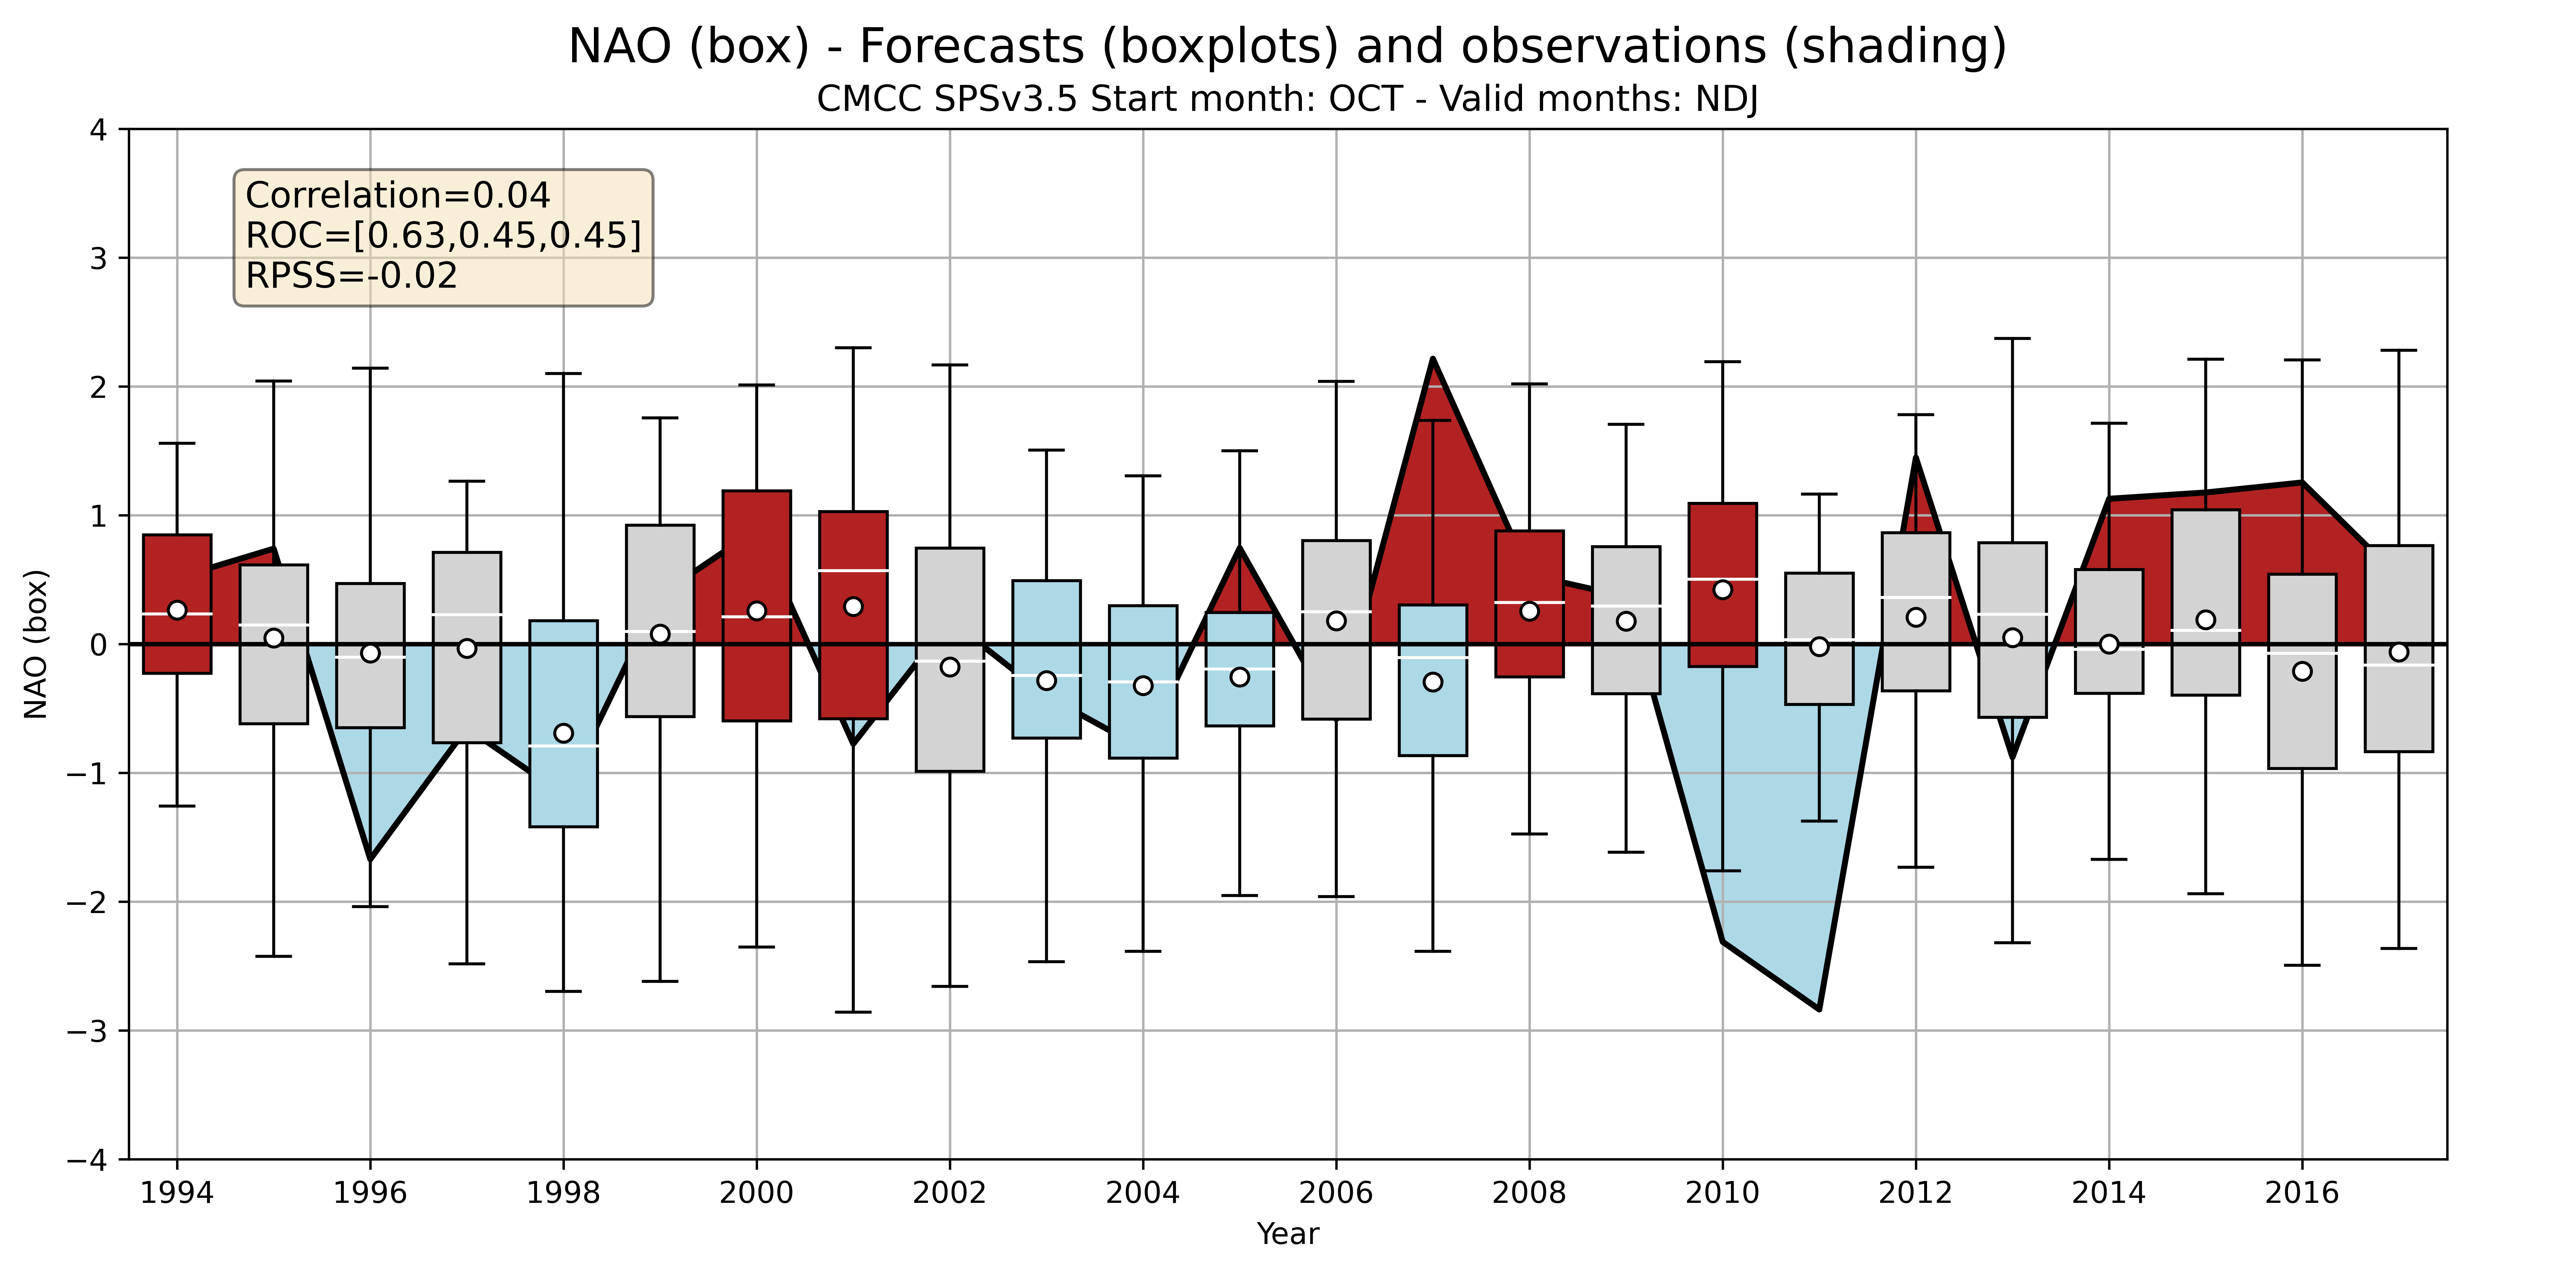 NAO (box) - Forecasts (boxplots) and observations (shading)
CMCC SPSv3.5 Start month: OCT - Valid months: NDJ
Correlation=0.04
ROC=[0.63,0.45,0.45]
RPSS=-0.02
NAO (box)
4
3
2
1
0
−1
−2
−3
−4
1994 1996 1998 2000 2002 2004 2006 2008 2010 2012 2014 2016
Year